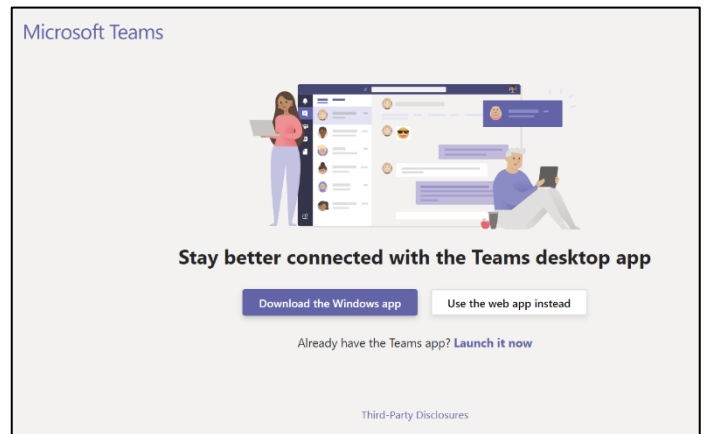 Microsoft Teams
Stay better connected with the Teams desktop app
Download the Windows app
Use the web app instead
Already have the Teams app? Launch it now
Third-Party Disclosures